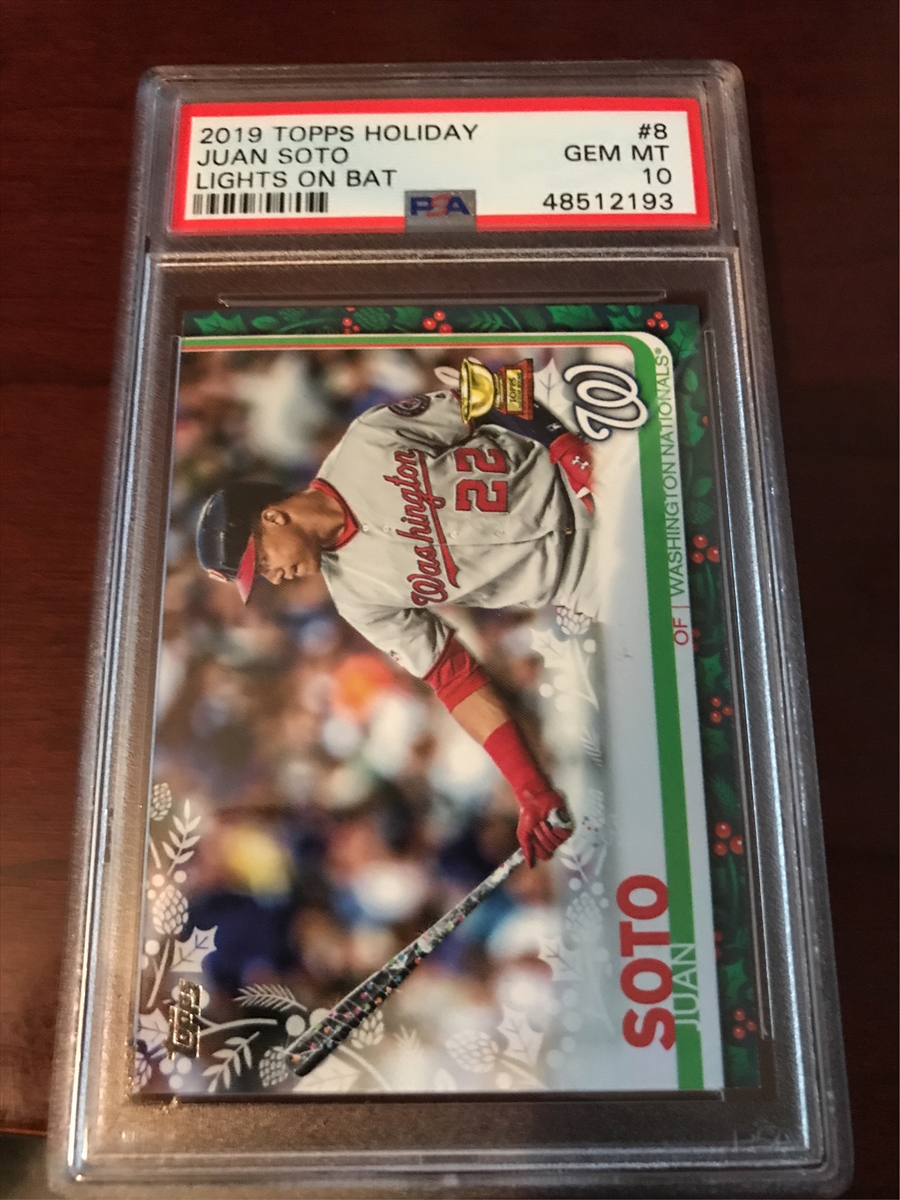 2019 TOPPS HOLIDAY #8
JUAN SOTO GEM MT
LIGHTS ON BAT 10
PSA 48512193
TOPPS
W
Washington
22
OF | WASHINGTON NATIONALS®
SOTO
JUAN
Topps